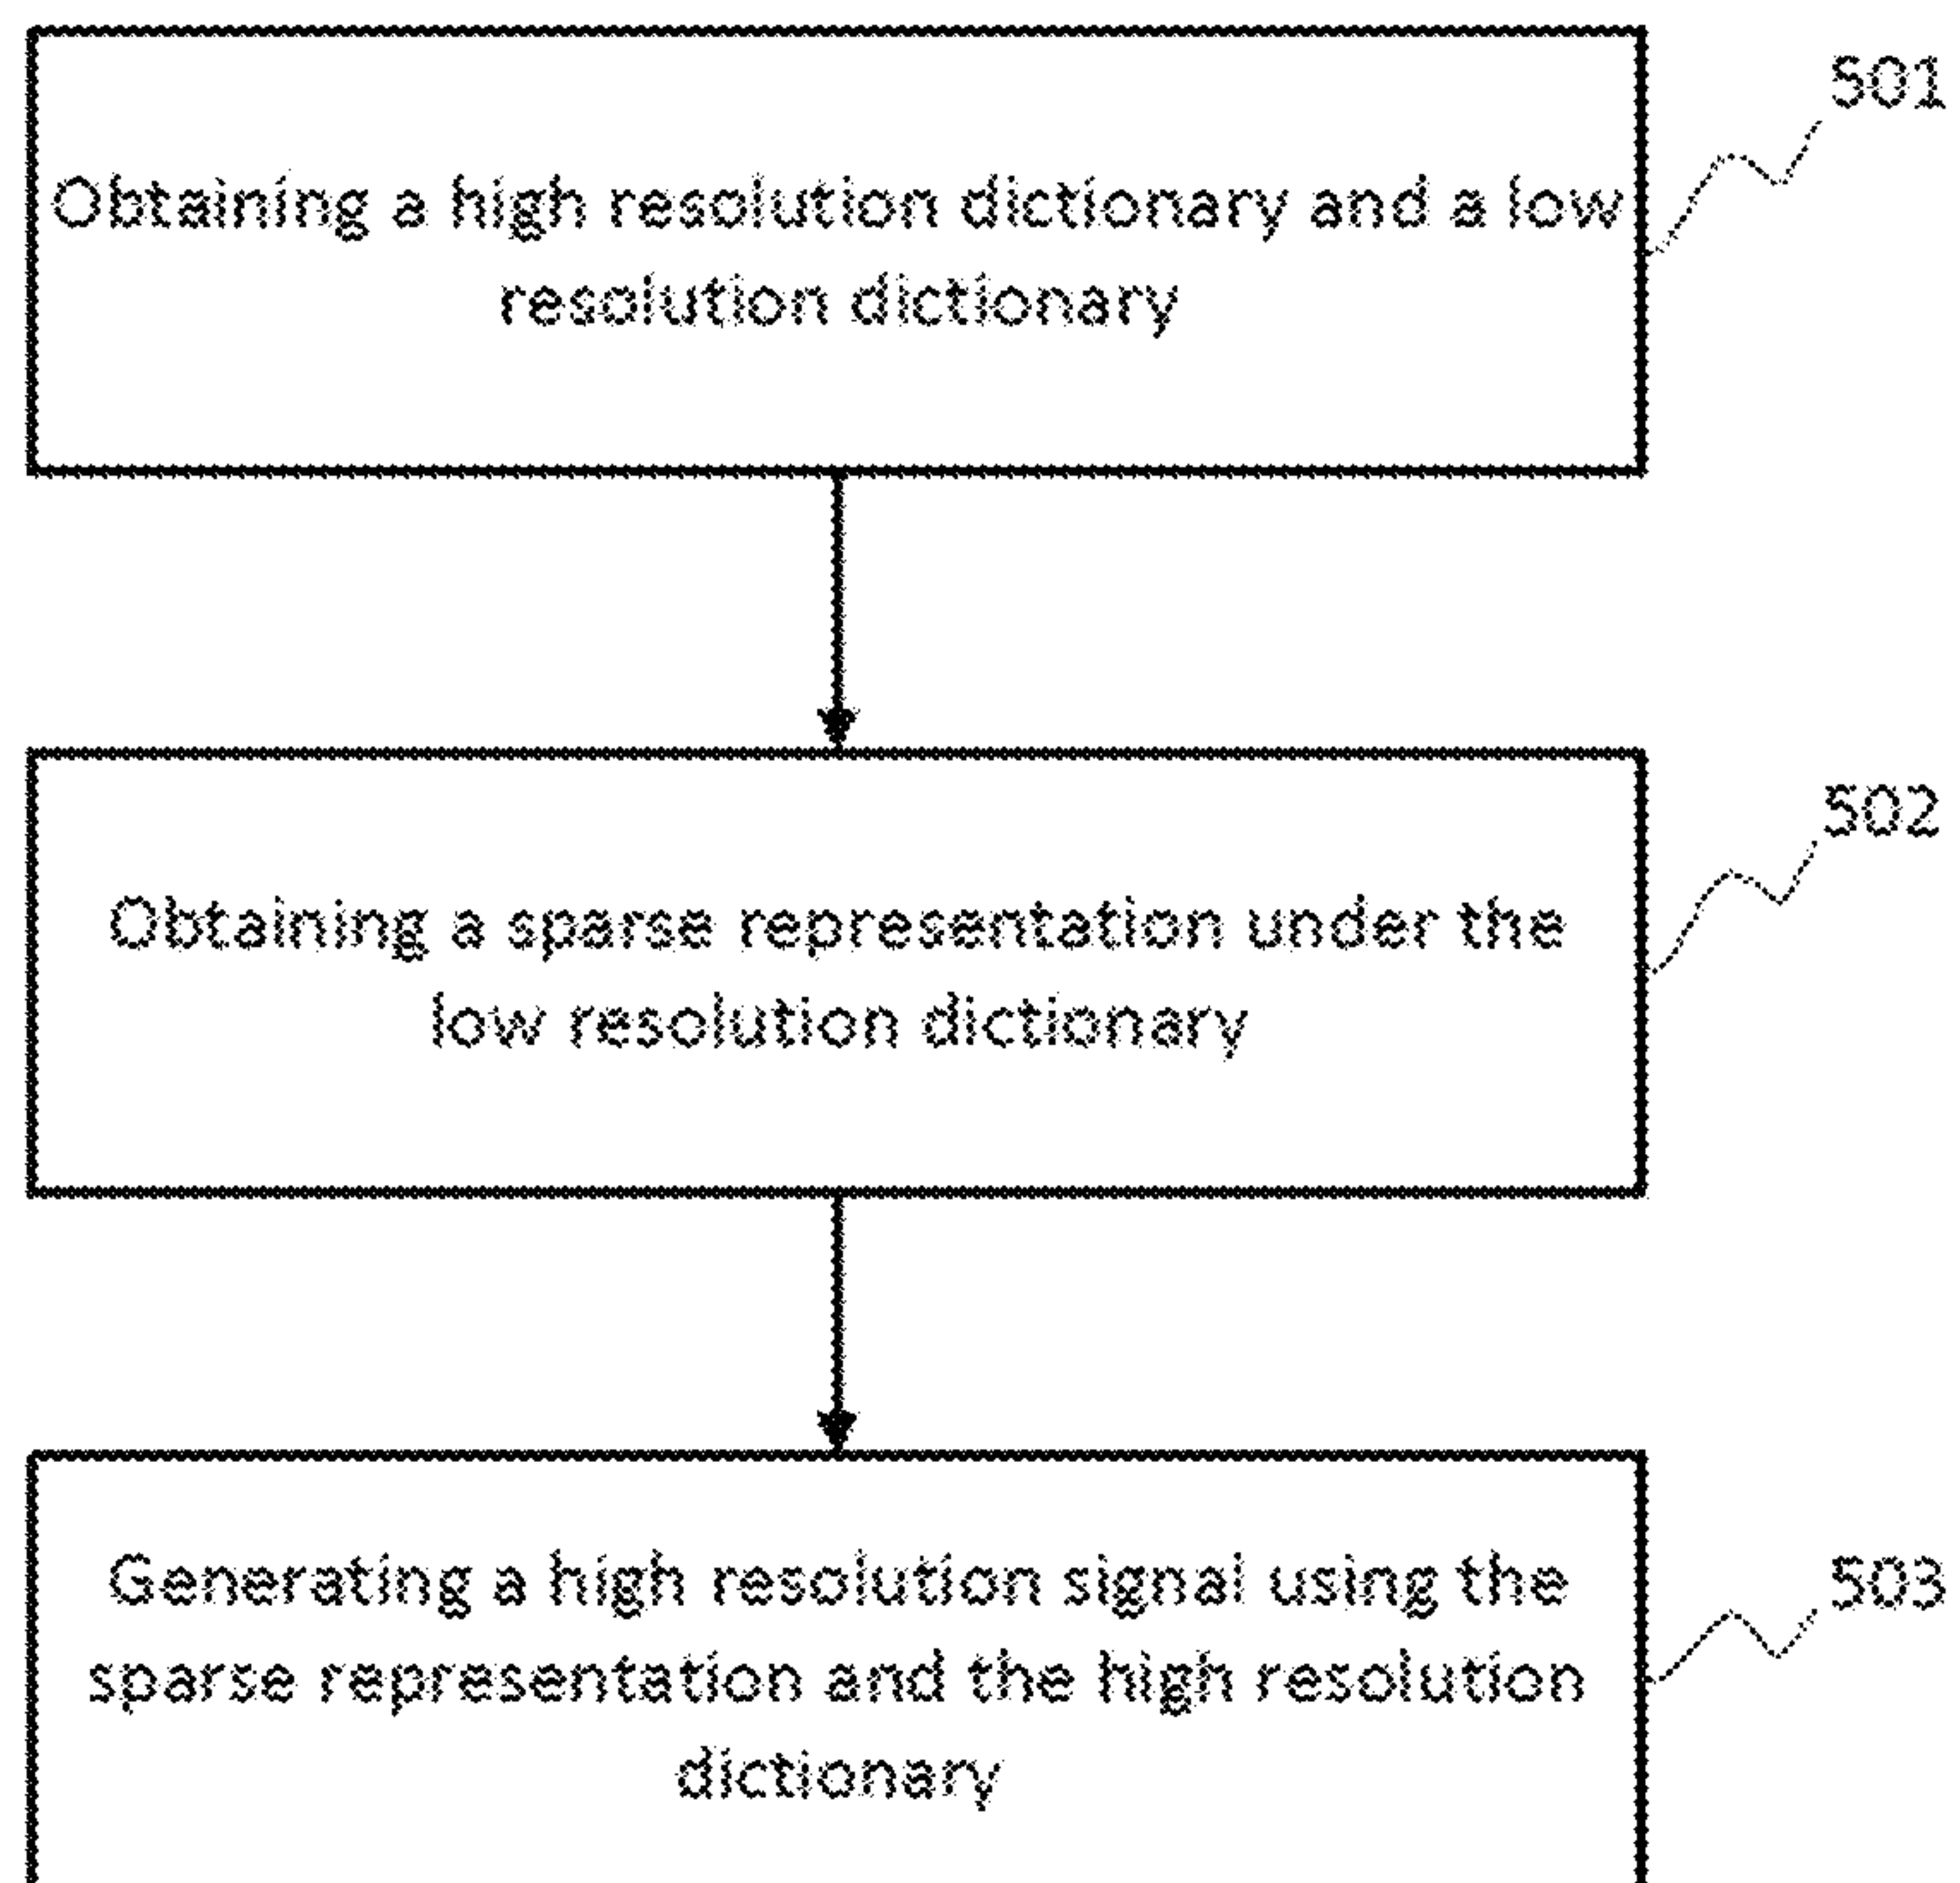 501
Obtaining a high resolution dictionary and a low
resolution dictionary
502
Obtaining a sparse representation under the
low resolution dictionary
503
Generating a high resolution signal using the
sparse representation and the high resolution
dictionary